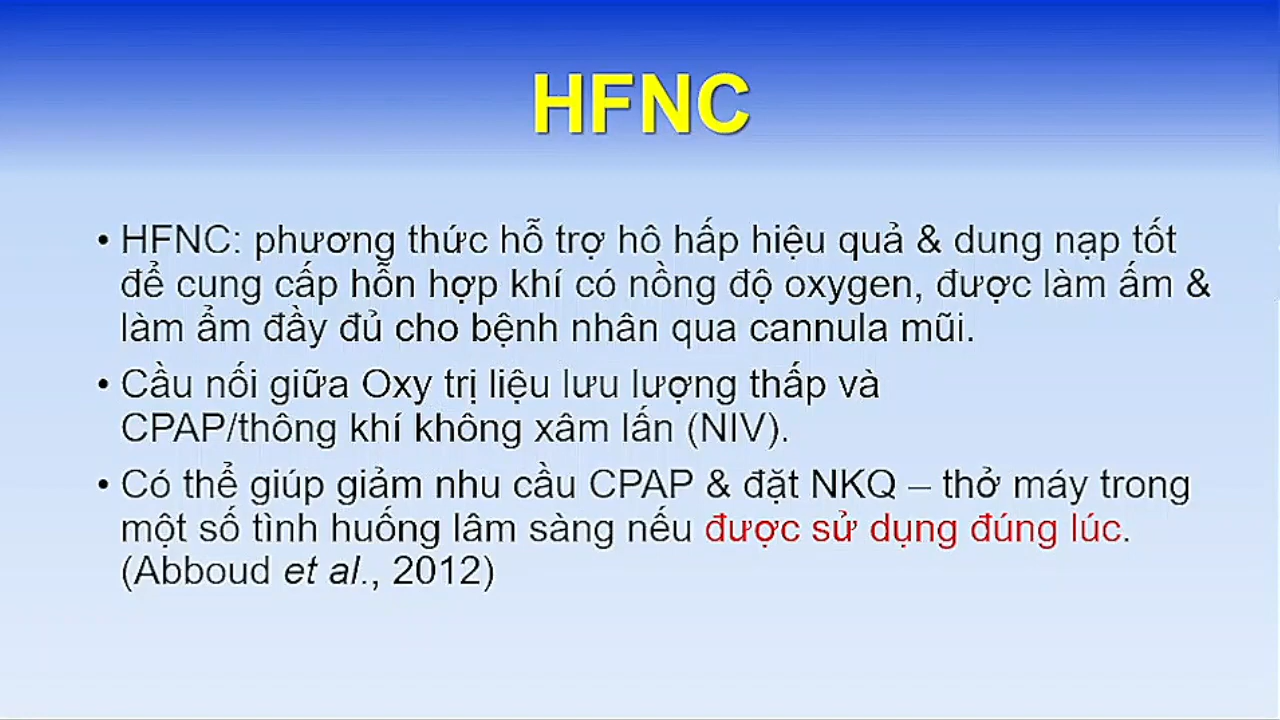 HFNC
• HFNC: phương thức hỗ trợ hô hấp hiệu quả & dung nạp tốt
để cung cấp hỗn hợp khí có nồng độ oxygen, được làm ấm &
làm ẩm đầy đủ cho bệnh nhân qua cannula mũi.
• Cầu nối giữa Oxy trị liệu lưu lượng thấp và
CPAP/thông khí không xâm lấn (NIV).
• Có thể giúp giảm nhu cầu CPAP & đặt NKQ – thở máy trong
một số tình huống lâm sàng nếu được sử dụng đúng lúc.
(Abboud et al., 2012)